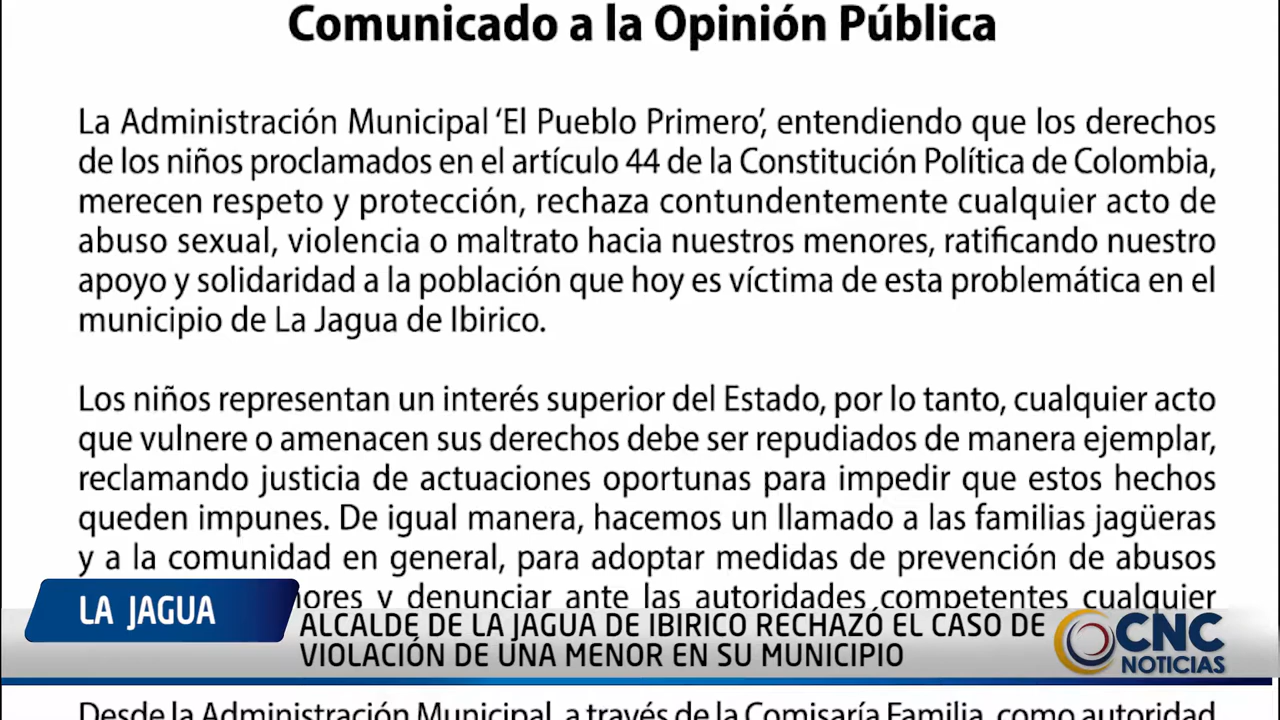 Comunicado a la Opinión Pública
La Administración Municipal ‘El Pueblo Primero’, entendiendo que los derechos
de los niños proclamados en el artículo 44 de la Constitución Política de Colombia,
merecen respeto y protección, rechaza contundentemente cualquier acto de
abuso sexual, violencia o maltrato hacia nuestros menores, ratificando nuestro
apoyo y solidaridad a la población que hoy es víctima de esta problemática en el
municipio de La Jagua de Ibirico.
Los niños representan un interés superior del Estado, por lo tanto, cualquier acto
que vulnere o amenacen sus derechos debe ser repudiados de manera ejemplar,
reclamando justicia de actuaciones oportunas para impedir que estos hechos
queden impunes. De igual manera, hacemos un llamado a las familias jagüeras
y a la comunidad en general, para adoptar medidas de prevención de abusos
y denunciar ante las autoridades competentes cualquier
LA JAGUA
ALCALDE DE LA JAGUA DE IBIRICO RECHAZÓ EL CASO DE
VIOLACIÓN DE UNA MENOR EN SU MUNICIPIO
CNC
NOTICIAS
Desde la Administración Municipal, a través de la Comisaría Familia, como autoridad